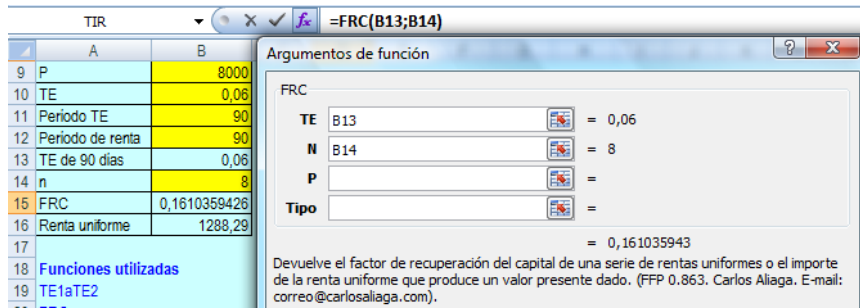 TIR fx =FRC(B13;B14)
A B
9 P 8000
10 TE 0,06
11 Periodo TE 90
12 Periodo de renta 90
13 TE de 90 dias 0,06
14 n 8
15 FRC 0,1610359426
16 Renta uniforme 1288,29
17
18 Funciones utilizadas
19 TE1aTE2
Argumentos de función
FRC
TE B13 = 0,06
N B14 = 8
P =
Tipo =
= 0,161035943
Devuelve el factor de recuperación del capital de una serie de rentas uniformes o el importe
de la renta uniforme que produce un valor presente dado. (FFP 0.863. Carlos Aliaga. E-mail:
correo@carlosaliaga.com).